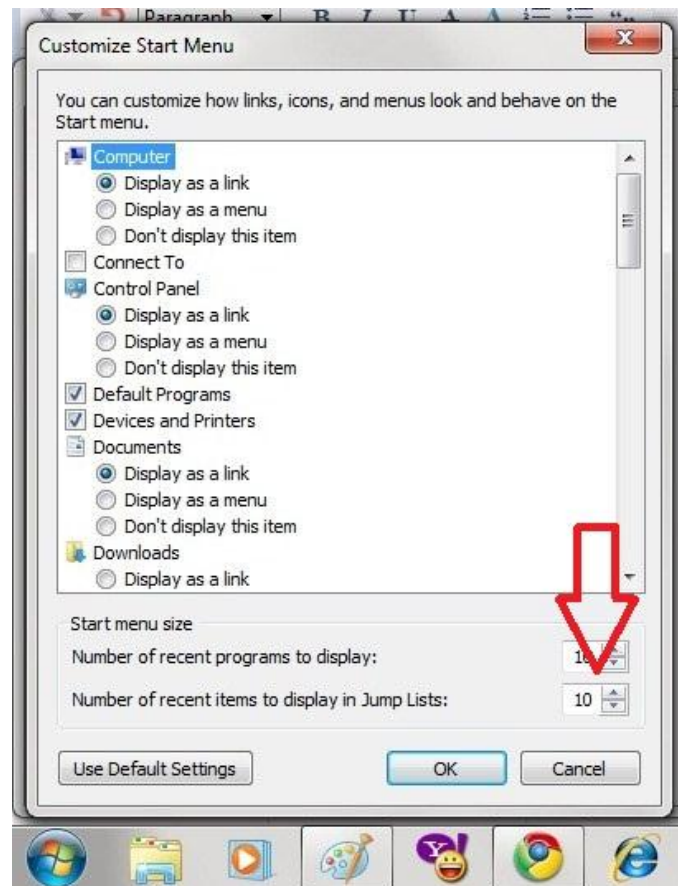 Paragraph B I U A A
Customize Start Menu
You can customize how links, icons, and menus look and behave on the
Start menu.
Computer
Display as a link
Display as a menu
Don't display this item
Connect To
Control Panel
Display as a link
Display as a menu
Don't display this item
Default Programs
Devices and Printers
Documents
Display as a link
Display as a menu
Don't display this item
Downloads
Display as a link
Start menu size
Number of recent programs to display:
Number of recent items to display in Jump Lists: 10
Use Default Settings OK Cancel